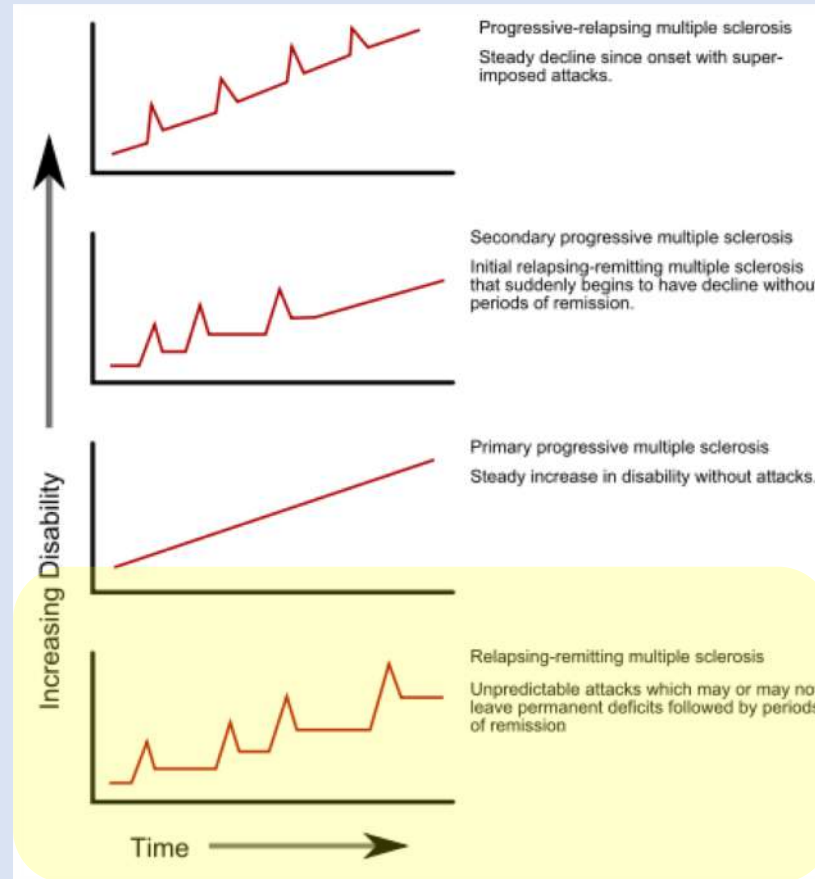 Progressive-relapsing multiple sclerosis
Steady decline since onset with super-
imposed attacks.
Secondary progressive multiple sclerosis
Initial relapsing-remitting multiple sclerosis
that suddenly begins to have decline without
periods of remission.
Primary progressive multiple sclerosis
Steady increase in disability without attacks.
Increasing Disability
Relapsing-remitting multiple sclerosis
Unpredictable attacks which may or may no
leave permanent deficits followed by periods
of remission
Time